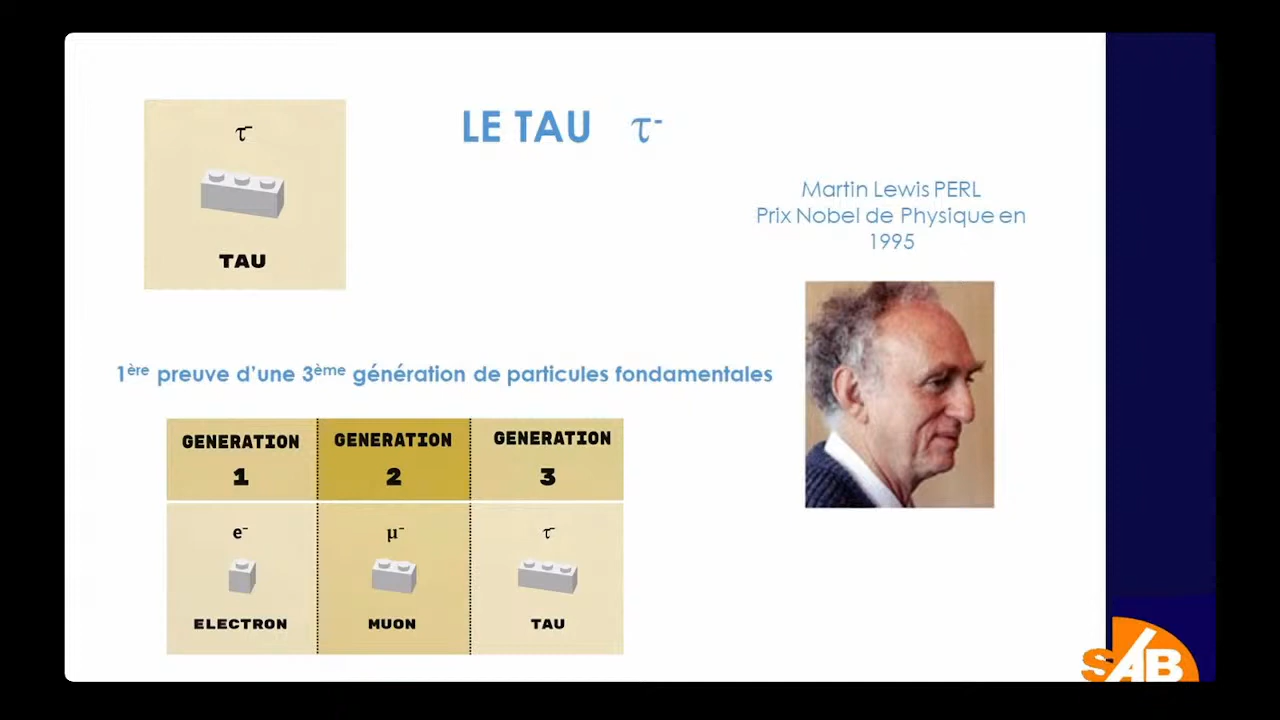 LE TAU τ-
τ-
TAU
Martin Lewis PERL
Prix Nobel de Physique en
1995
1ère preuve d'une 3ème génération de particules fondamentales
GENERATION 1
GENERATION 2
GENERATION 3
e-
μ-
τ-
ELECTRON
MUON
TAU
SAB